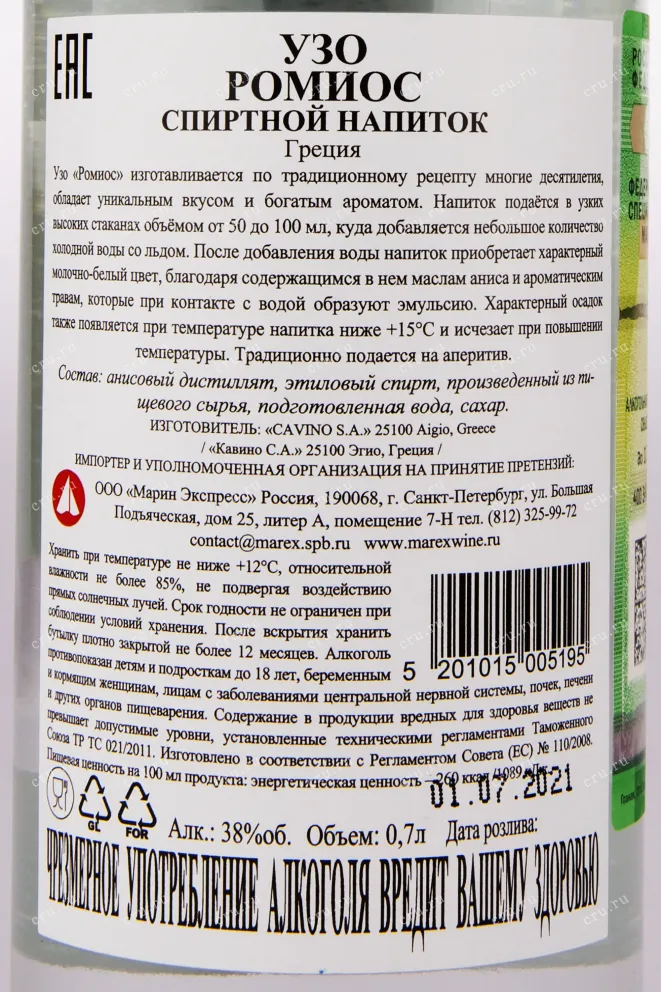 ЕАС
УЗО
РОМИОС
СПИРТНОЙ НАПИТОК
Греция
Узо «Ромиос» изготавливается по традиционному рецепту многие десятилетия,
обладает уникальным вкусом и богатым ароматом. Напиток подаётся в узких
высоких стаканах объёмом от 50 до 100 мл, куда добавляется небольшое количество
холодной воды со льдом. После добавления воды напиток приобретает характерный
молочно-белый цвет, благодаря содержащимся в нем маслам аниса и ароматическим
травам, которые при контакте с водой образуют эмульсию. Характерный осадок
также появляется при температуре напитка ниже +15°C и исчезает при повышении
температуры. Традиционно подается на аперитив.
Состав: анисовый дистиллят, этиловый спирт, произведенный из пи-
щевого сырья, подготовленная вода, сахар.
ИЗГОТОВИТЕЛЬ: «CAVINO S.A.» 25100 Aigio, Greece
/ «Кавино С.А.» 25100 Эгио, Греция /
ИМПОРТЕР И УПОЛНОМОЧЕННАЯ ОРГАНИЗАЦИЯ НА ПРИНЯТИЕ ПРЕТЕНЗИЙ:
ООО «Марин Экспресс» Россия, 190068, г. Санкт-Петербург, ул. Большая
Подъяческая, дом 25, литер А, помещение 7-Н тел. (812) 325-99-72
contact@marex.spb.ru www.marexwine.ru
Хранить при температуре не ниже +12°C, относительной
влажности не более 85%, не подвергая воздействию
прямых солнечных лучей. Срок годности не ограничен при
соблюдении условий хранения. После вскрытия хранить
бутылку плотно закрытой не более 12 месяцев. Алкоголь
противопоказан детям и подросткам до 18 лет, беременным
и кормящим женщинам, лицам с заболеваниями центральной нервной системы, почек, печени
и других органов пищеварения. Содержание в продукции вредных для здоровья веществ не
превышает допустимые уровни, установленные техническими регламентами Таможенного
Союза ТР ТС 021/2011. Изготовлено в соответствии с Регламентом Совета (ЕС) № 110/2008.
Пищевая ценность на 100 мл продукта: энергетическая ценность – 260 ккал /1089 кДж
5 201015 005195
01.07.2021
GL
FOR
Алк.: 38%об. Объем: 0,7л Дата розлива:
ЧРЕЗМЕРНОЕ УПОТРЕБЛЕНИЕ АЛКОГОЛЯ ВРЕДИТ ВАШЕМУ ЗДОРОВЬЮ
cru.ru